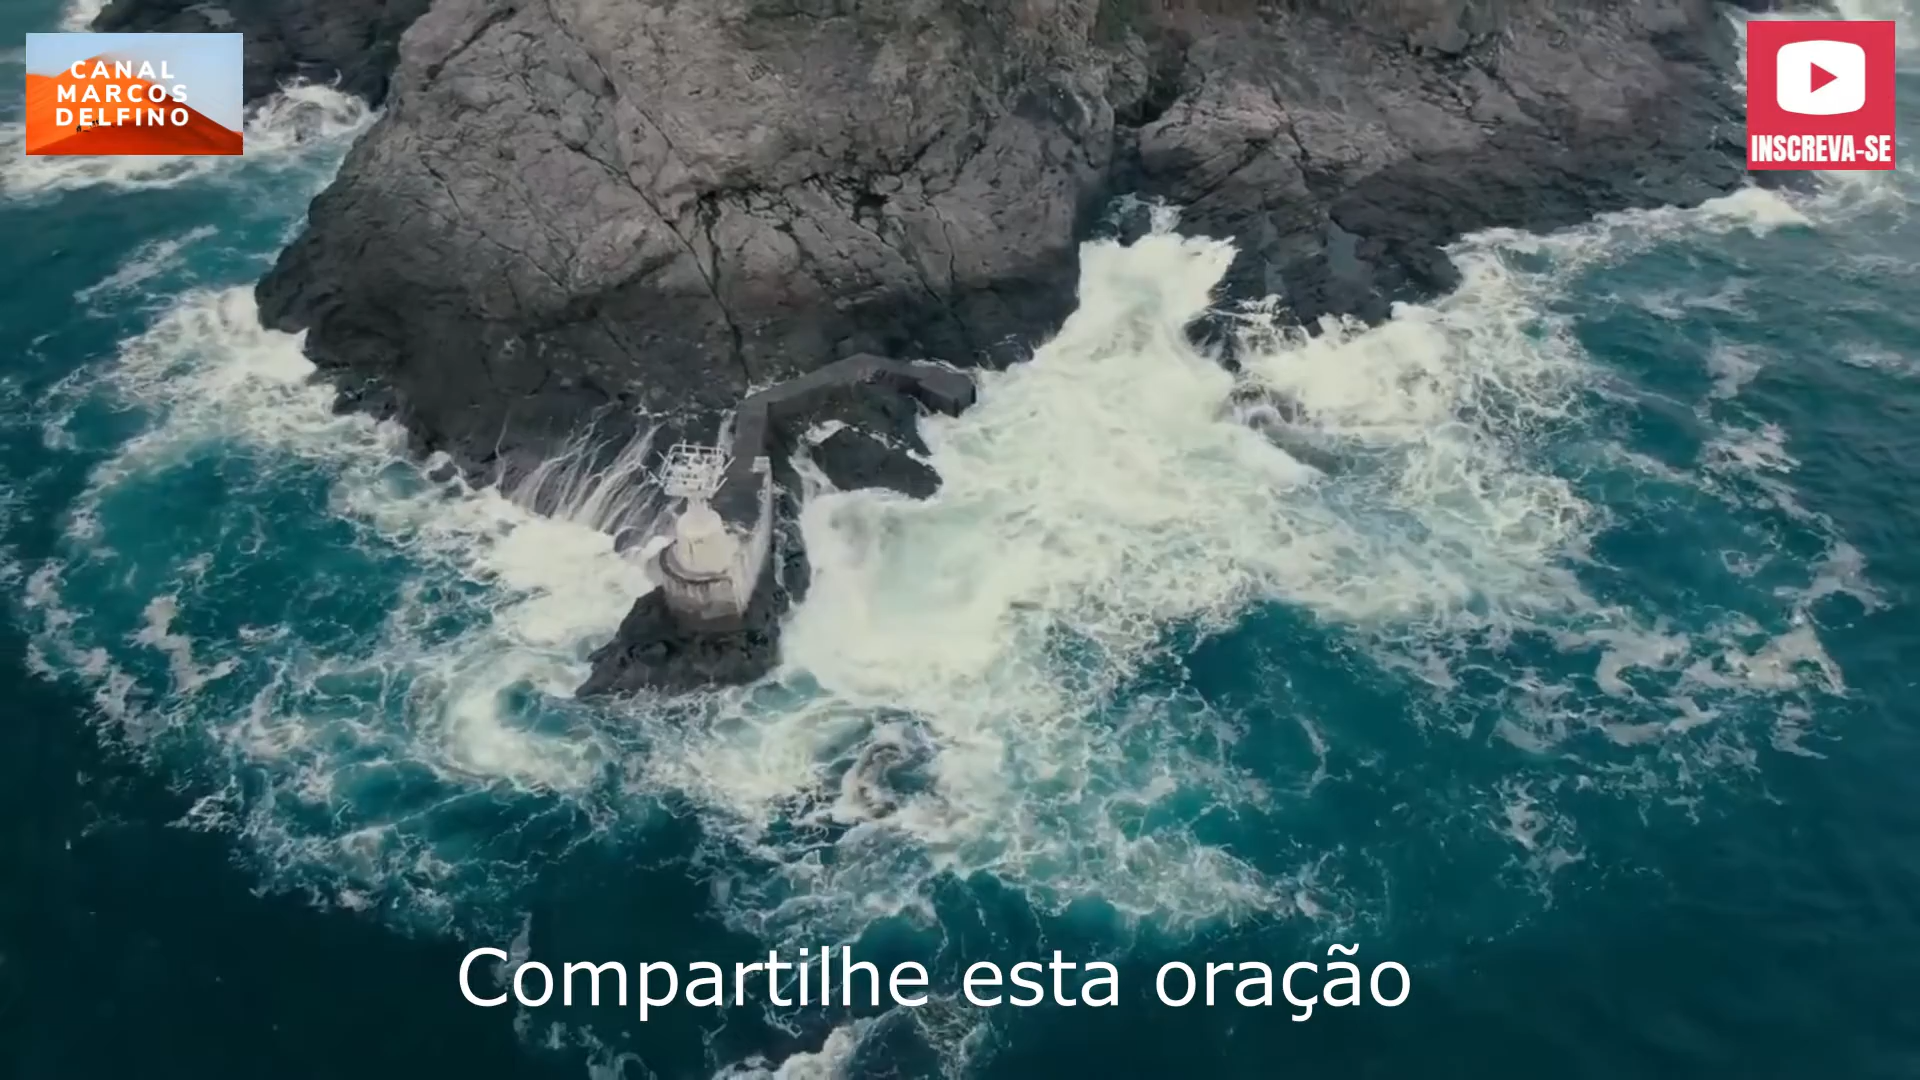 CANAL
MARCOS
DELFINO
INSCREVA-SE
Compartilhe esta oração